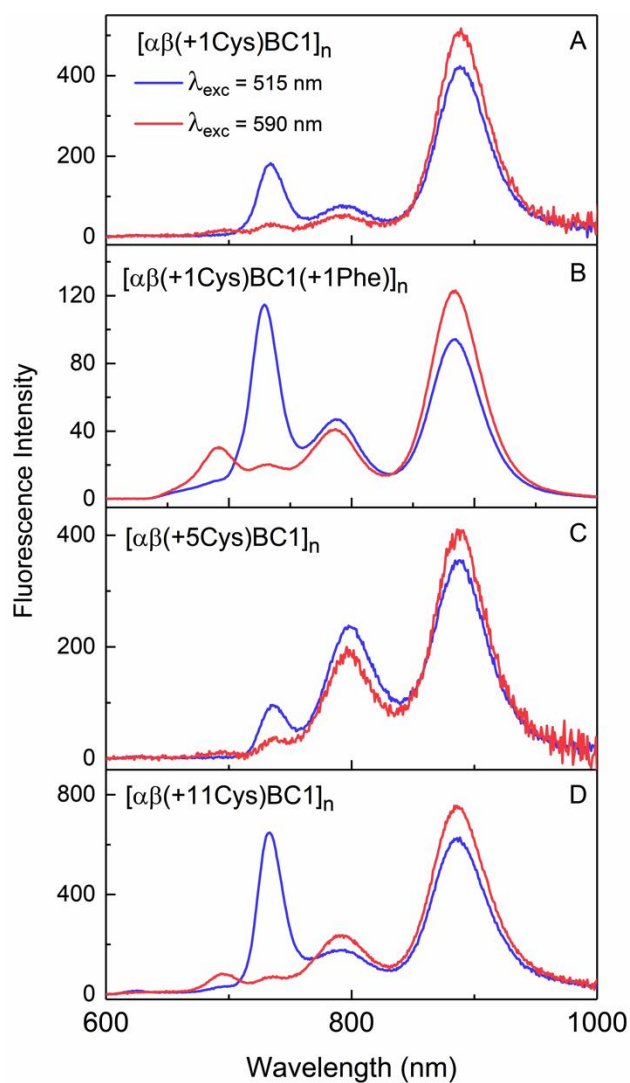 [αβ(+1Cys)BC1]n
A
λexc = 515 nm
λexc = 590 nm
400
200
0
[αβ(+1Cys)BC1(+1Phe)]n
B
120
80
40
0
[αβ(+5Cys)BC1]n
C
400
200
0
[αβ(+11Cys)BC1]n
D
800
400
0
600
800
1000
Wavelength (nm)
Fluorescence Intensity